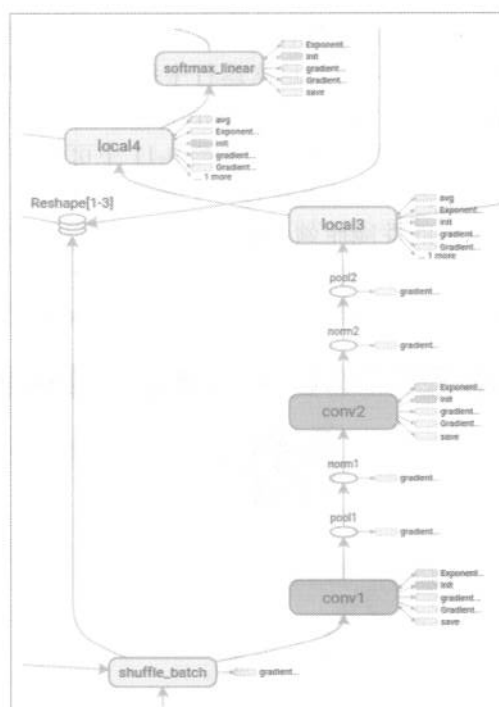 Exponent...
init
softmax_linear
gradient...
Gradient...
save
avg
Exponent...
local4
init
gradient...
Gradient...
... 1 more
Reshape[1-3]
avg
Exponent...
local3
init
gradient...
Gradient...
... 1 more
pool2
gradient...
norm2
gradient...
Exponent...
init
conv2
gradient...
Gradient...
save
norm1
gradient...
pool1
gradient...
Exponent...
init
conv1
gradient...
Gradient...
save
shuffle_batch
gradient...